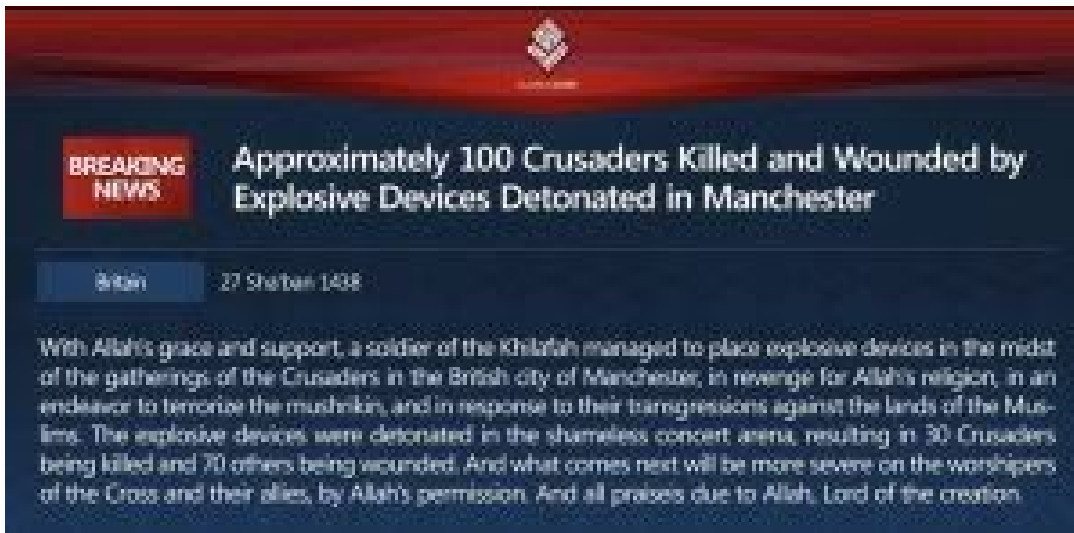 BREAKING
NEWS
Approximately 100 Crusaders Killed and Wounded by
Explosive Devices Detonated in Manchester
Britain
27 Sha'ban 1438
With Allah's grace and support, a soldier of the Khilafah managed to place explosive devices in the midst
of the gatherings of the Crusaders in the British city of Manchester, in revenge for Allah's religion, in an
endeavor to terrorize the mushrikin, and in response to their transgressions against the lands of the Mus-
lims. The explosive devices were detonated in the shameless concert arena, resulting in 30 Crusaders
being killed and 70 others being wounded. And what comes next will be more severe on the worshipers
of the Cross and their allies, by Allah's permission. And all praise is due to Allah, Lord of the creation.